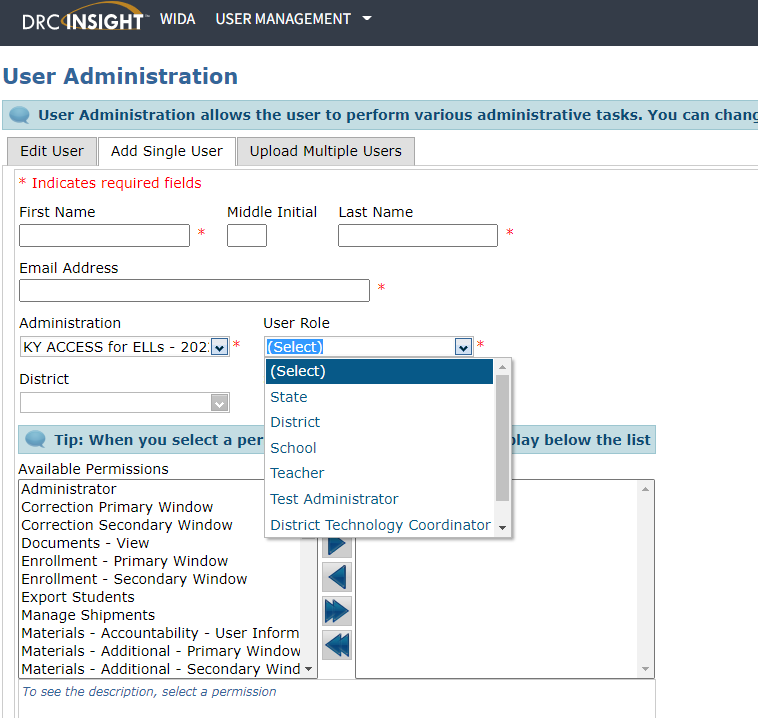 DRC INSIGHT WIDA USER MANAGEMENT
User Administration
User Administration allows the user to perform various administrative tasks. You can chang
Edit User Add Single User Upload Multiple Users
* Indicates required fields
First Name Middle Initial Last Name
* *
Email Address
*
Administration User Role
KY ACCESS for ELLs - 202 * (Select) *
(Select)
District
State
District
School
Teacher
Test Administrator
District Technology Coordinator
Tip: When you select a per play below the list
Available Permissions
Administrator
Correction Primary Window
Correction Secondary Window
Documents - View
Enrollment - Primary Window
Enrollment - Secondary Window
Export Students
Manage Shipments
Materials - Accountability - User Inform
Materials - Additional - Primary Window
Materials - Additional - Secondary Wind
To see the description, select a permission